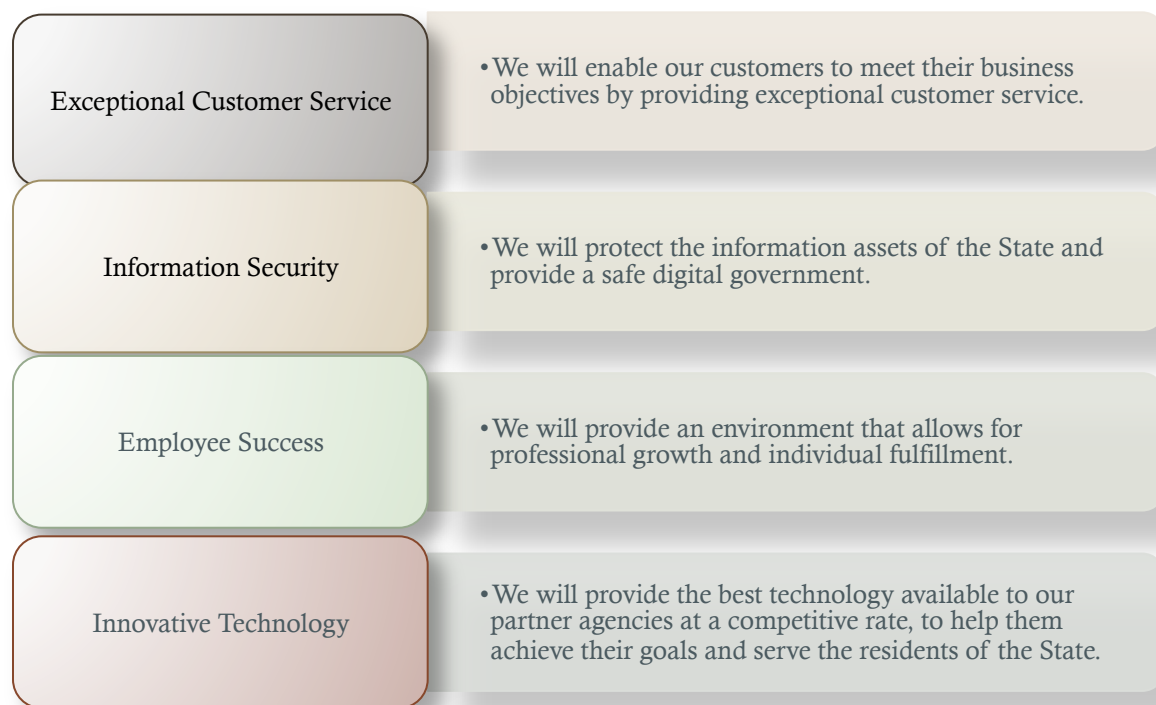 Exceptional Customer Service
•We will enable our customers to meet their business
objectives by providing exceptional customer service.
Information Security
•We will protect the information assets of the State and
provide a safe digital government.
Employee Success
•We will provide an environment that allows for
professional growth and individual fulfillment.
Innovative Technology
•We will provide the best technology available to our
partner agencies at a competitive rate, to help them
achieve their goals and serve the residents of the State.